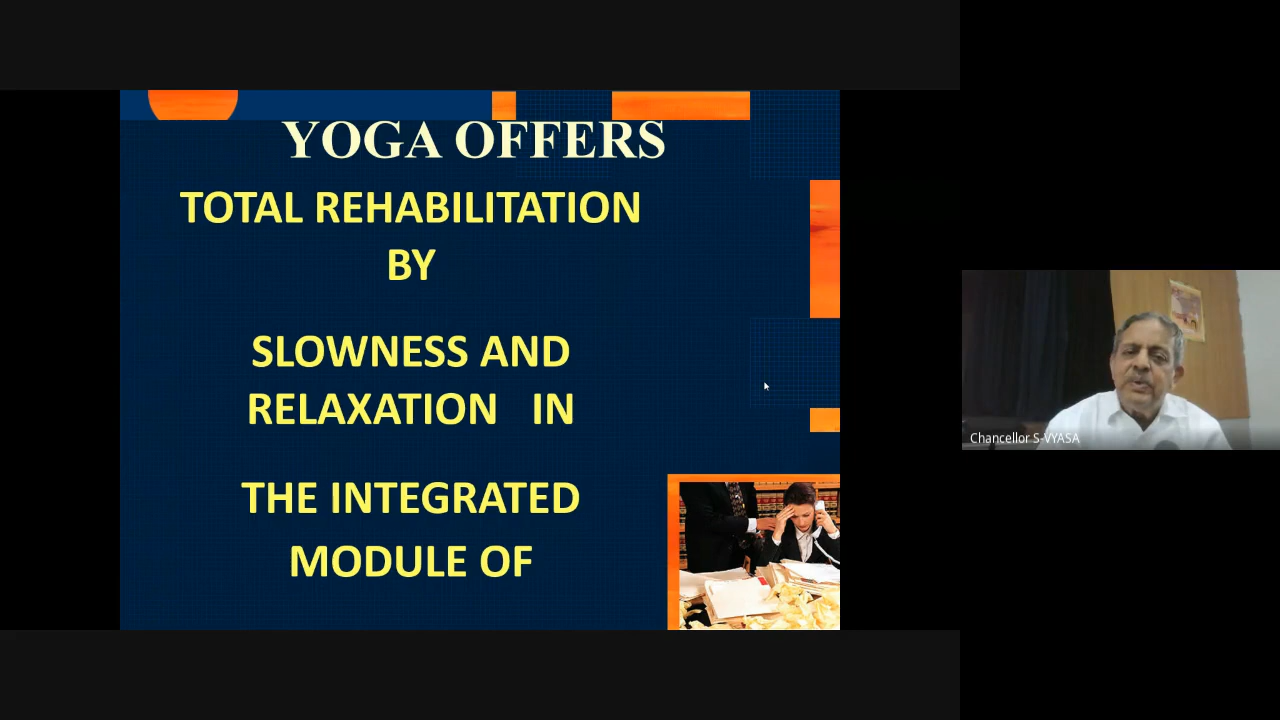 YOGA OFFERS
TOTAL REHABILITATION
BY
SLOWNESS AND
RELAXATION IN
THE INTEGRATED
MODULE OF
Chancellor S-VYASA